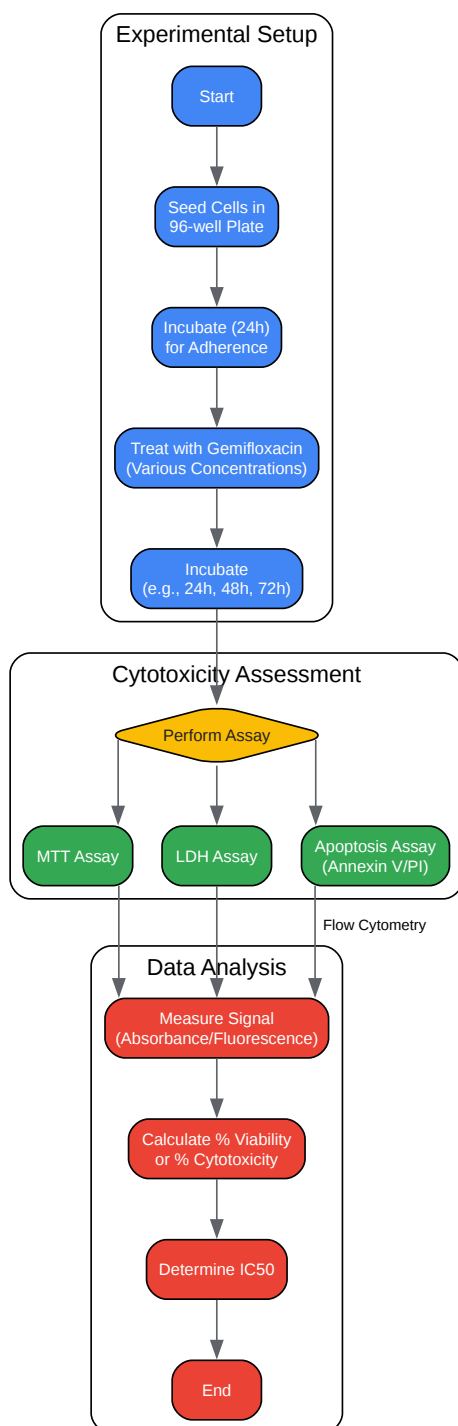 Experimental Setup
Start
Seed Cells in
96-well Plate
Incubate (24h)
for Adherence
Treat with Gemifloxacin
(Various Concentrations)
Incubate
(e.g., 24h, 48h, 72h)
Cytotoxicity Assessment
Perform Assay
MTT Assay
LDH Assay
Apoptosis Assay
(Annexin V/PI)
Flow Cytometry
Data Analysis
Measure Signal
(Absorbance/Fluorescence)
Calculate % Viability
or % Cytotoxicity
Determine IC50
End